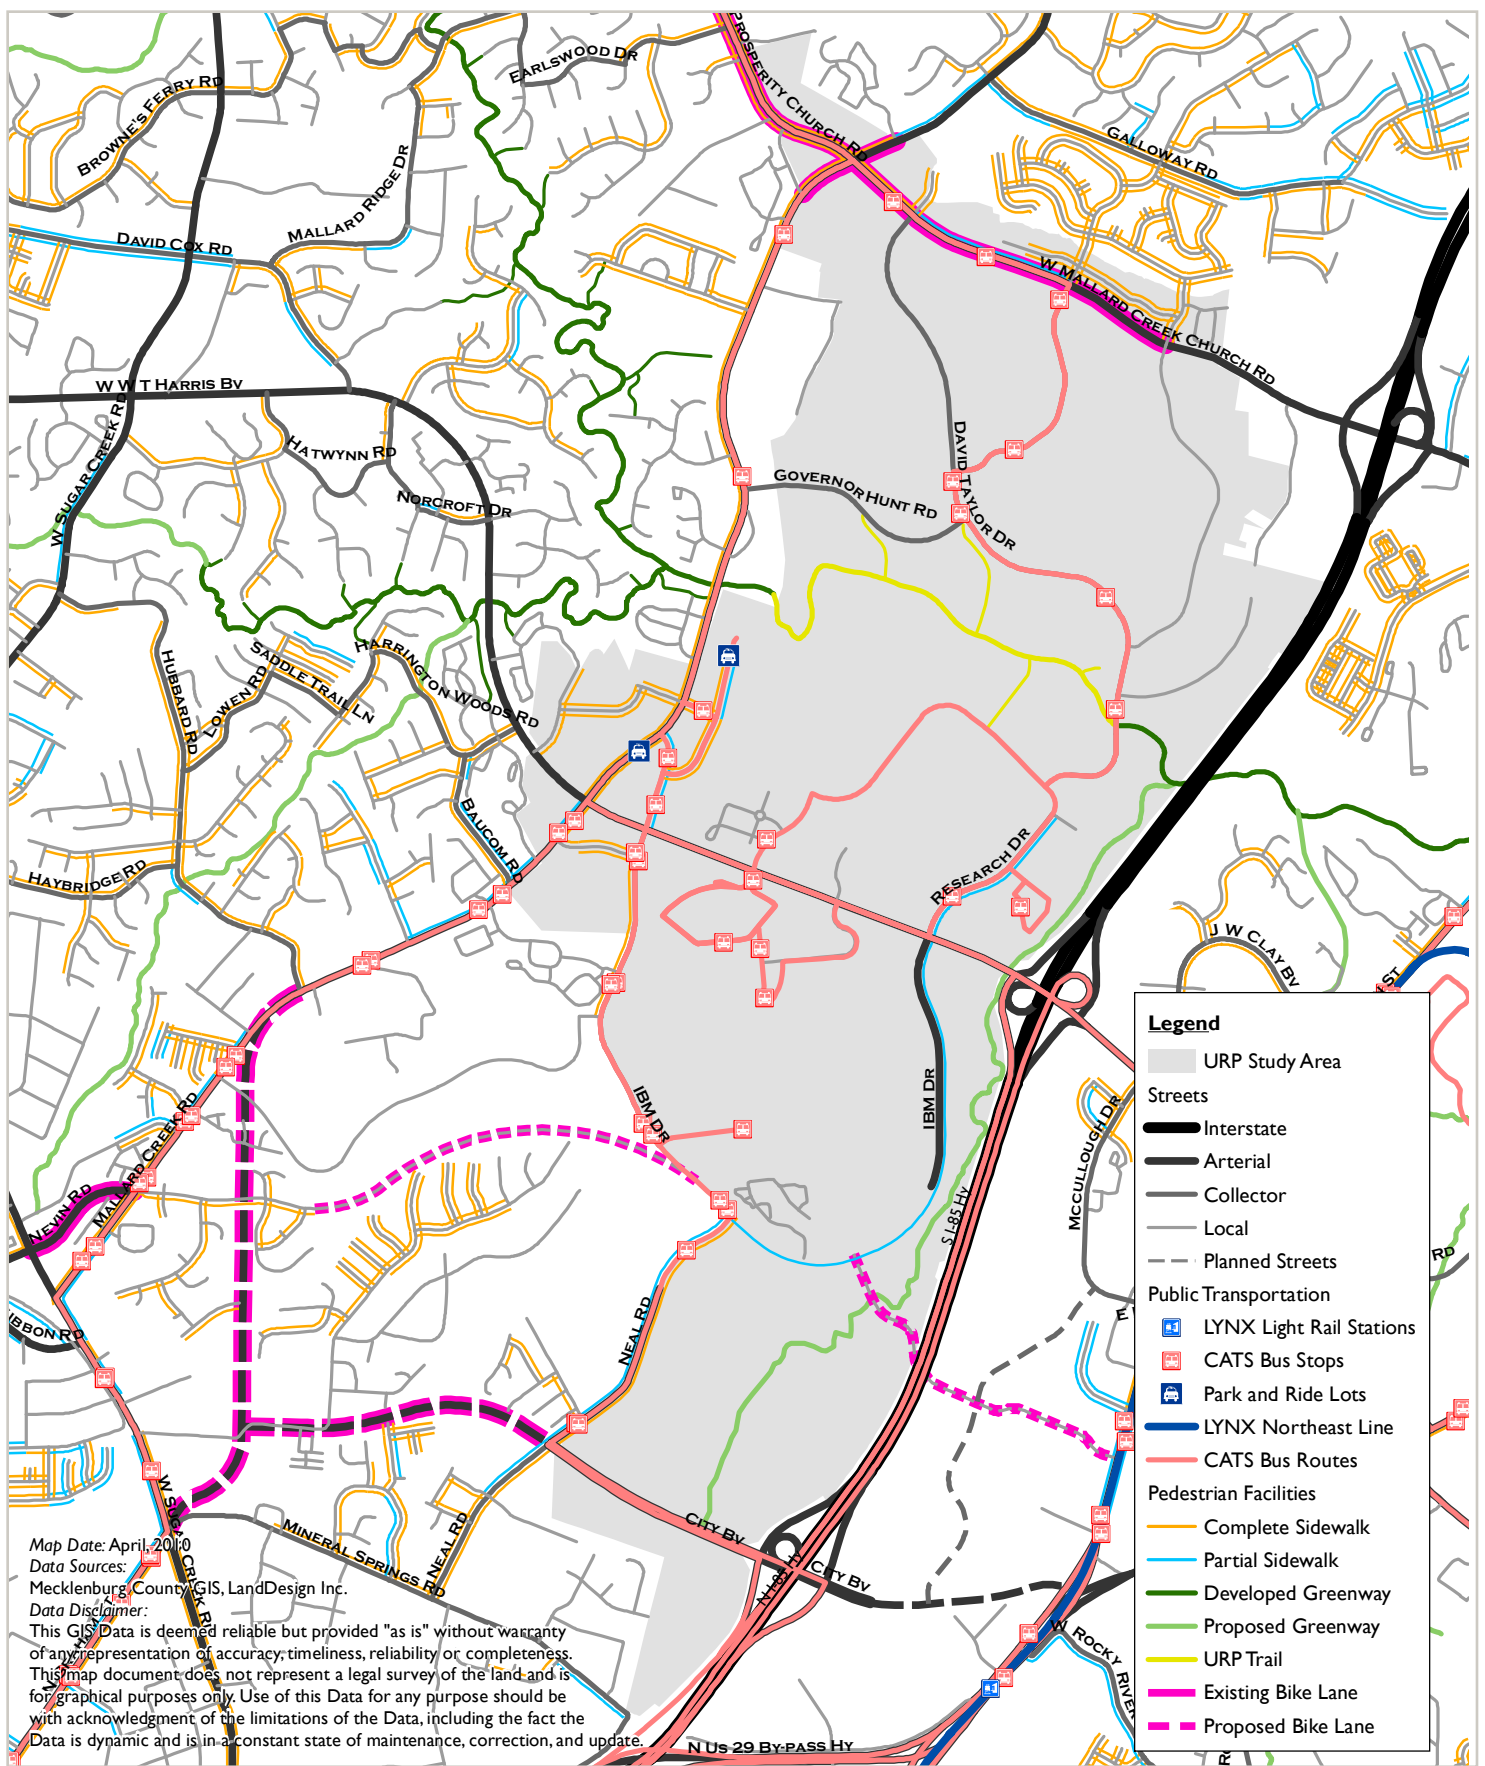 PROSPERITY CHURCH RD
EARLSWOOD DR
BROWNE'S FERRY RD
GALLOWAY RD
MALLARD RIDGE DR
DAVID COX RD
W MALLARD CREEK CHURCH RD
W W T HARRIS BV
W SUGAR CREEK RD
HATWYNN RD
NORCROFT DR
GOVERNOR HUNT RD
DAVID TAYLOR DR
HUBBARD RD
LOWEN RD
SADDLE TRAIL LN
HARRINGTON WOODS RD
BAUCOM RD
HAYBRIDGE RD
RESEARCH DR
J W CLAY BV
ST
IBM DR
IBM DR
MCCULLOUGH DR
MALLARD CREEK RD
NEVIN RD
S I-85 HY
RD
IBBON RD
NEAL RD
E
W SUGAR CREEK RD
MINERAL SPRINGS RD
NEAL RD
CITY BV
CITY BV
N I-85 HY
W ROCKY RIVER
N US 29 BY-PASS HY
Legend
URP Study Area
Streets
Interstate
Arterial
Collector
Local
Planned Streets
Public Transportation
LYNX Light Rail Stations
CATS Bus Stops
Park and Ride Lots
LYNX Northeast Line
CATS Bus Routes
Pedestrian Facilities
Complete Sidewalk
Partial Sidewalk
Developed Greenway
Proposed Greenway
URP Trail
Existing Bike Lane
Proposed Bike Lane
Map Date: April, 2010
Data Sources:
Mecklenburg County GIS, LandDesign Inc.
Data Disclaimer:
This GIS Data is deemed reliable but provided "as is" without warranty
of any representation of accuracy, timeliness, reliability or completeness.
This map document does not represent a legal survey of the land and is
for graphical purposes only. Use of this Data for any purpose should be
with acknowledgment of the limitations of the Data, including the fact the
Data is dynamic and is in a constant state of maintenance, correction, and update.